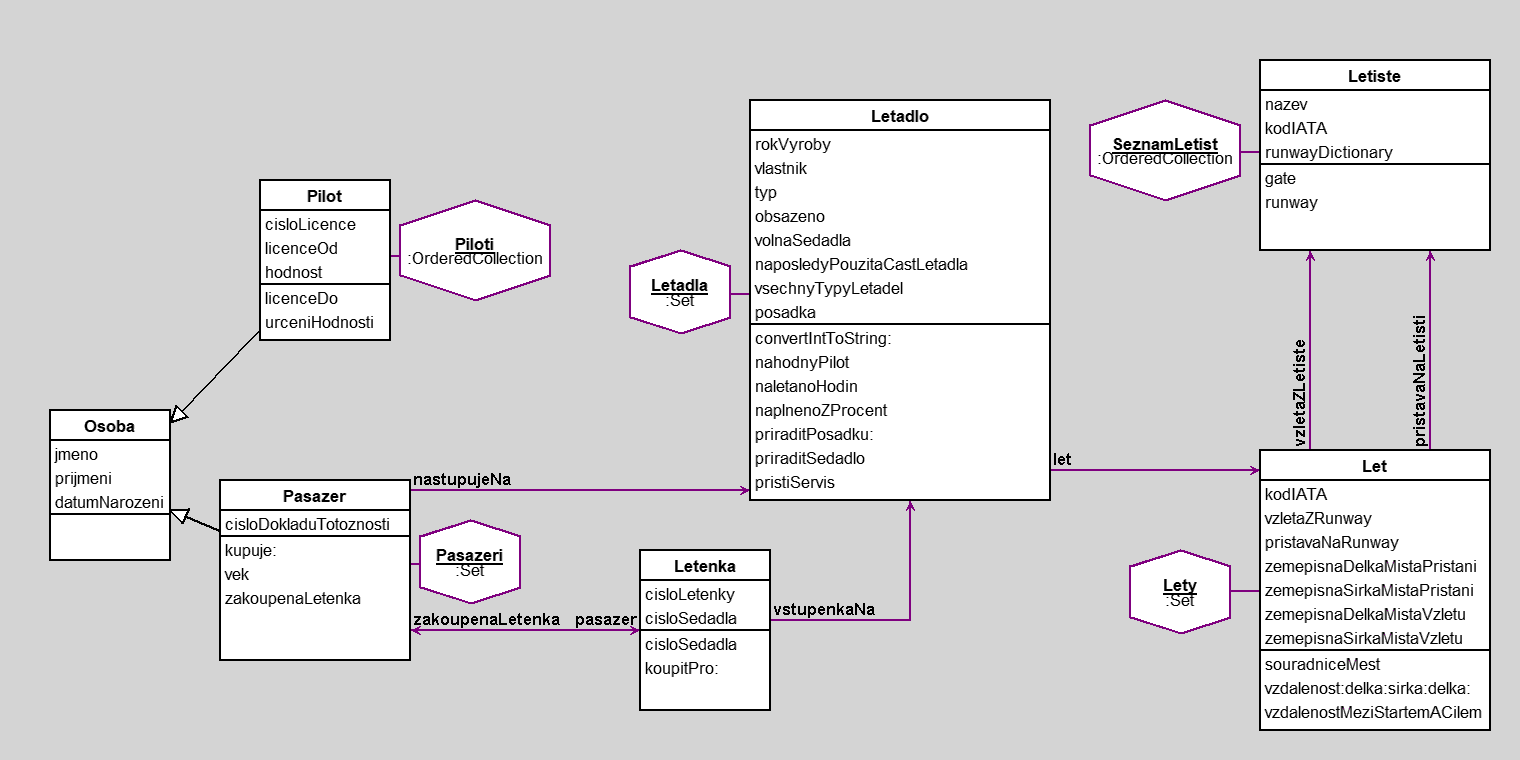 Pilot
cisloLicence
licenceOd
hodnost
licenceDo
urceniHodnosti
Piloti
:OrderedCollection
Osoba
jmeno
prijmeni
datumNarozeni
Pasazer
cisloDokladuTotoznosti
kupuje:
vek
zakoupenaLetenka
nastupujeNa
Pasazeri
:Set
zakoupenaLetenka
pasazer
Letenka
cisloLetenky
cisloSedadla
cisloSedadla
koupitPro:
vstupenkaNa
Letadla
:Set
Letadlo
rokVyroby
vlastnik
typ
obsazeno
volnaSedadla
naposledyPouzitaCastLetadla
vsechnyTypyLetadel
posadka
convertIntToString:
nahodnyPilot
naletanoHodin
naplnenoZProcent
priraditPosadku:
priraditSedadlo
pristiServis
let
SeznamLetist
:OrderedCollection
Letiste
nazev
kodIATA
runwayDictionary
gate
runway
vzletaZLetiste
pristavaNaLetisti
Lety
:Set
Let
kodIATA
vzletaZRunway
pristavaNaRunway
zemepisnaDelkaMistaPristani
zemepisnaSirkaMistaPristani
zemepisnaDelkaMistaVzletu
zemepisnaSirkaMistaVzletu
souradniceMest
vzdalenost:delka:sirka:delka:
vzdalenostMeziStartemACilem